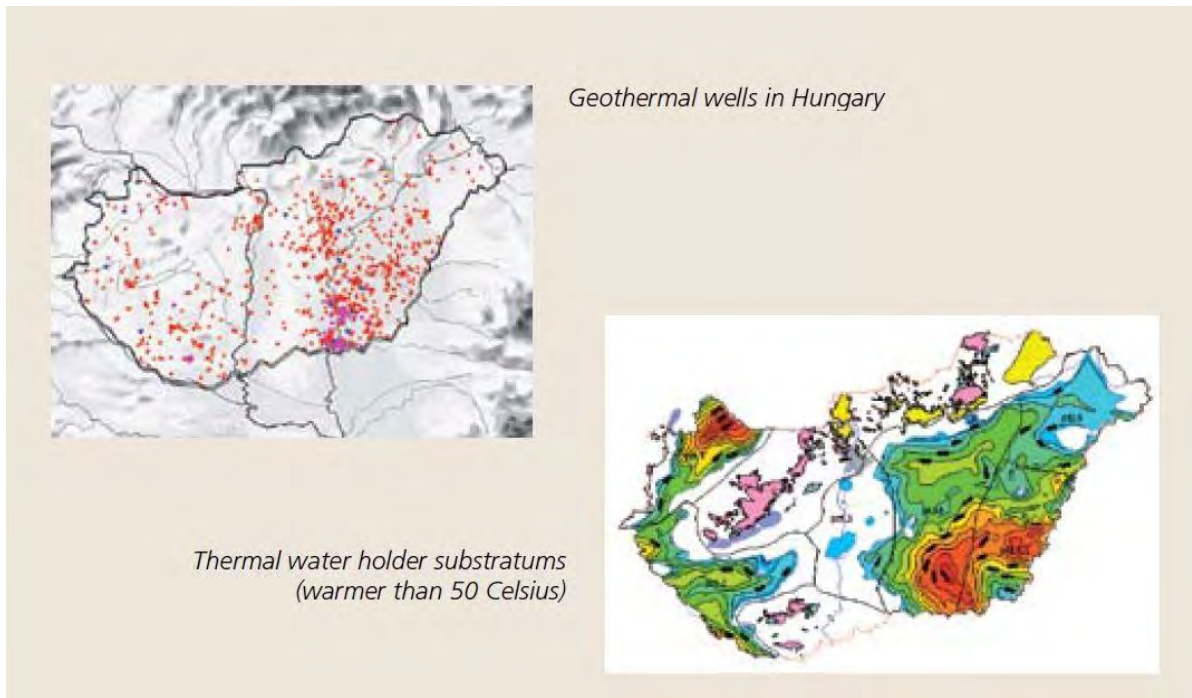 Geothermal wells in Hungary
Thermal water holder substratums
(warmer than 50 Celsius)